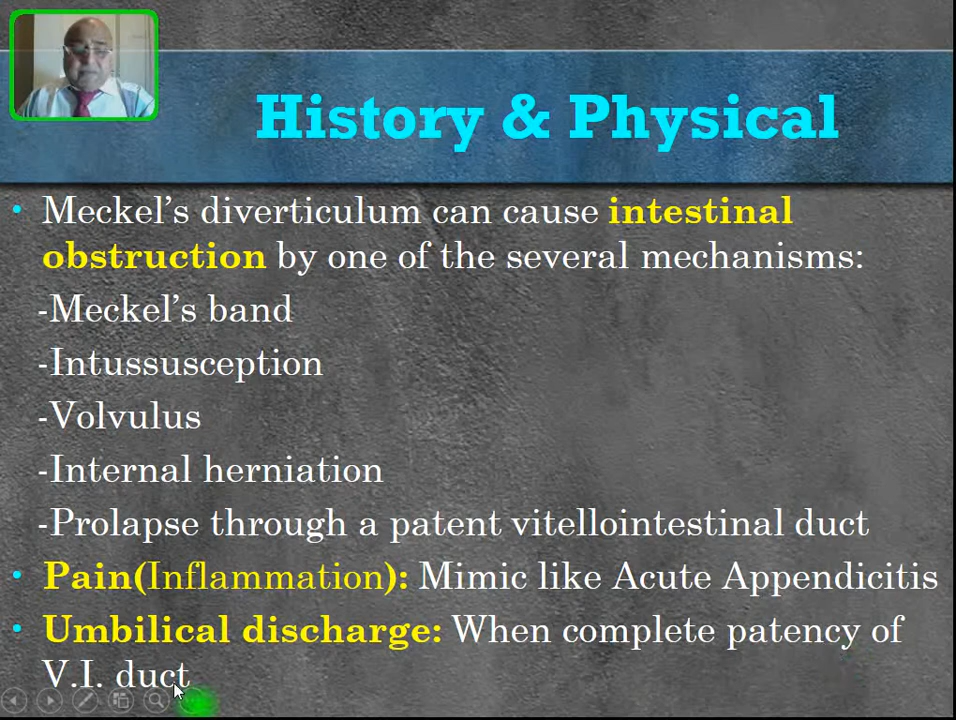 History & Physical
• Meckel's diverticulum can cause intestinal
obstruction by one of the several mechanisms:
-Meckel's band
-Intussusception
-Volvulus
-Internal herniation
-Prolapse through a patent vitellointestinal duct
• Pain(Inflammation): Mimic like Acute Appendicitis
• Umbilical discharge: When complete patency of
V.I. duct